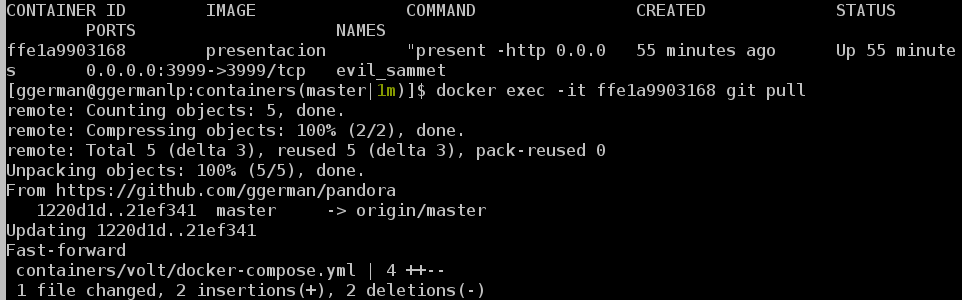 CONTAINER ID        IMAGE               COMMAND                CREATED             STATUS
        PORTS                    NAMES
ffe1a9903168        presentacion        "present -http 0.0.0   55 minutes ago      Up 55 minute
s       0.0.0.0:3999->3999/tcp   evil_sammet
[ggerman@ggermanlp:containers(master|1m)]$ docker exec -it ffe1a9903168 git pull
remote: Counting objects: 5, done.
remote: Compressing objects: 100% (2/2), done.
remote: Total 5 (delta 3), reused 5 (delta 3), pack-reused 0
Unpacking objects: 100% (5/5), done.
From https://github.com/ggerman/pandora
   1220d1d..21ef341  master     -> origin/master
Updating 1220d1d..21ef341
Fast-forward
 containers/volt/docker-compose.yml | 4 ++--
 1 file changed, 2 insertions(+), 2 deletions(-)